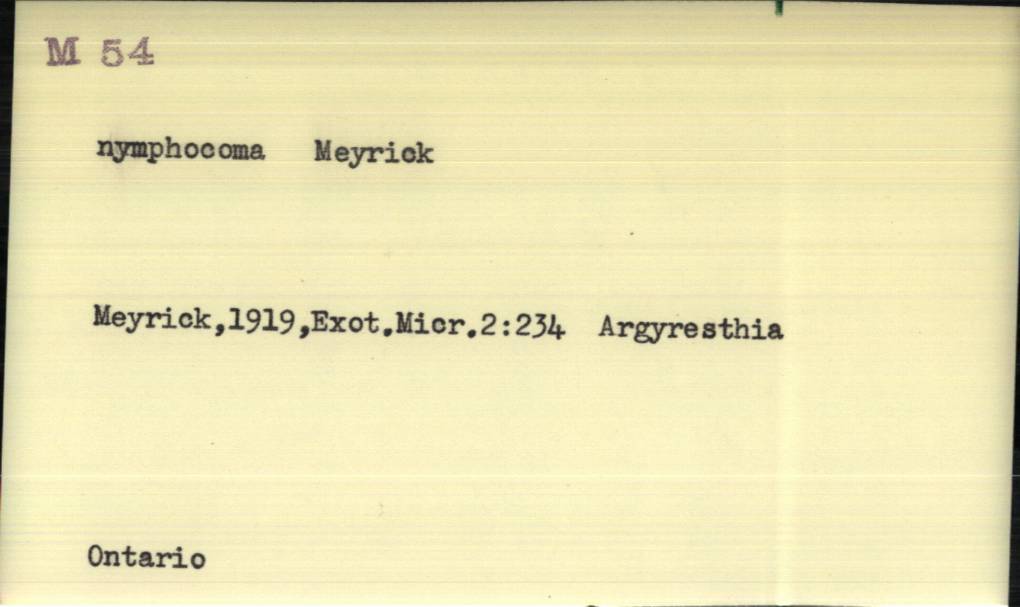 M 54
nymphocoma Meyrick
Meyrick,1919,Exot.Micr.2:234 Argyresthia
Ontario